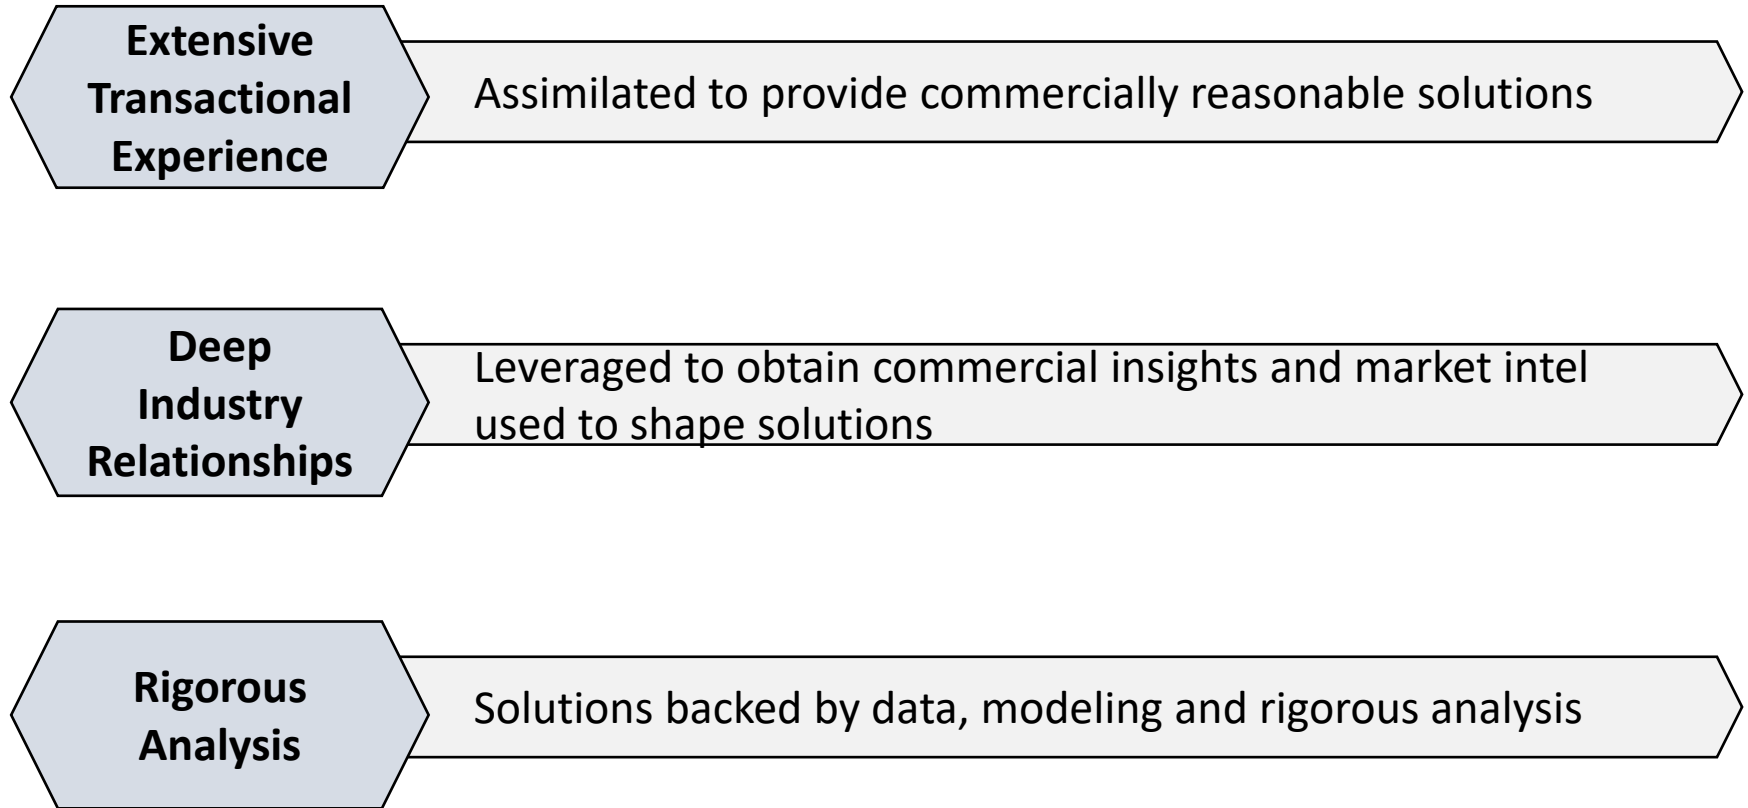 Extensive
Transactional
Experience
Assimilated to provide commercially reasonable solutions
Deep
Industry
Relationships
Leveraged to obtain commercial insights and market intel
used to shape solutions
Rigorous
Analysis
Solutions backed by data, modeling and rigorous analysis